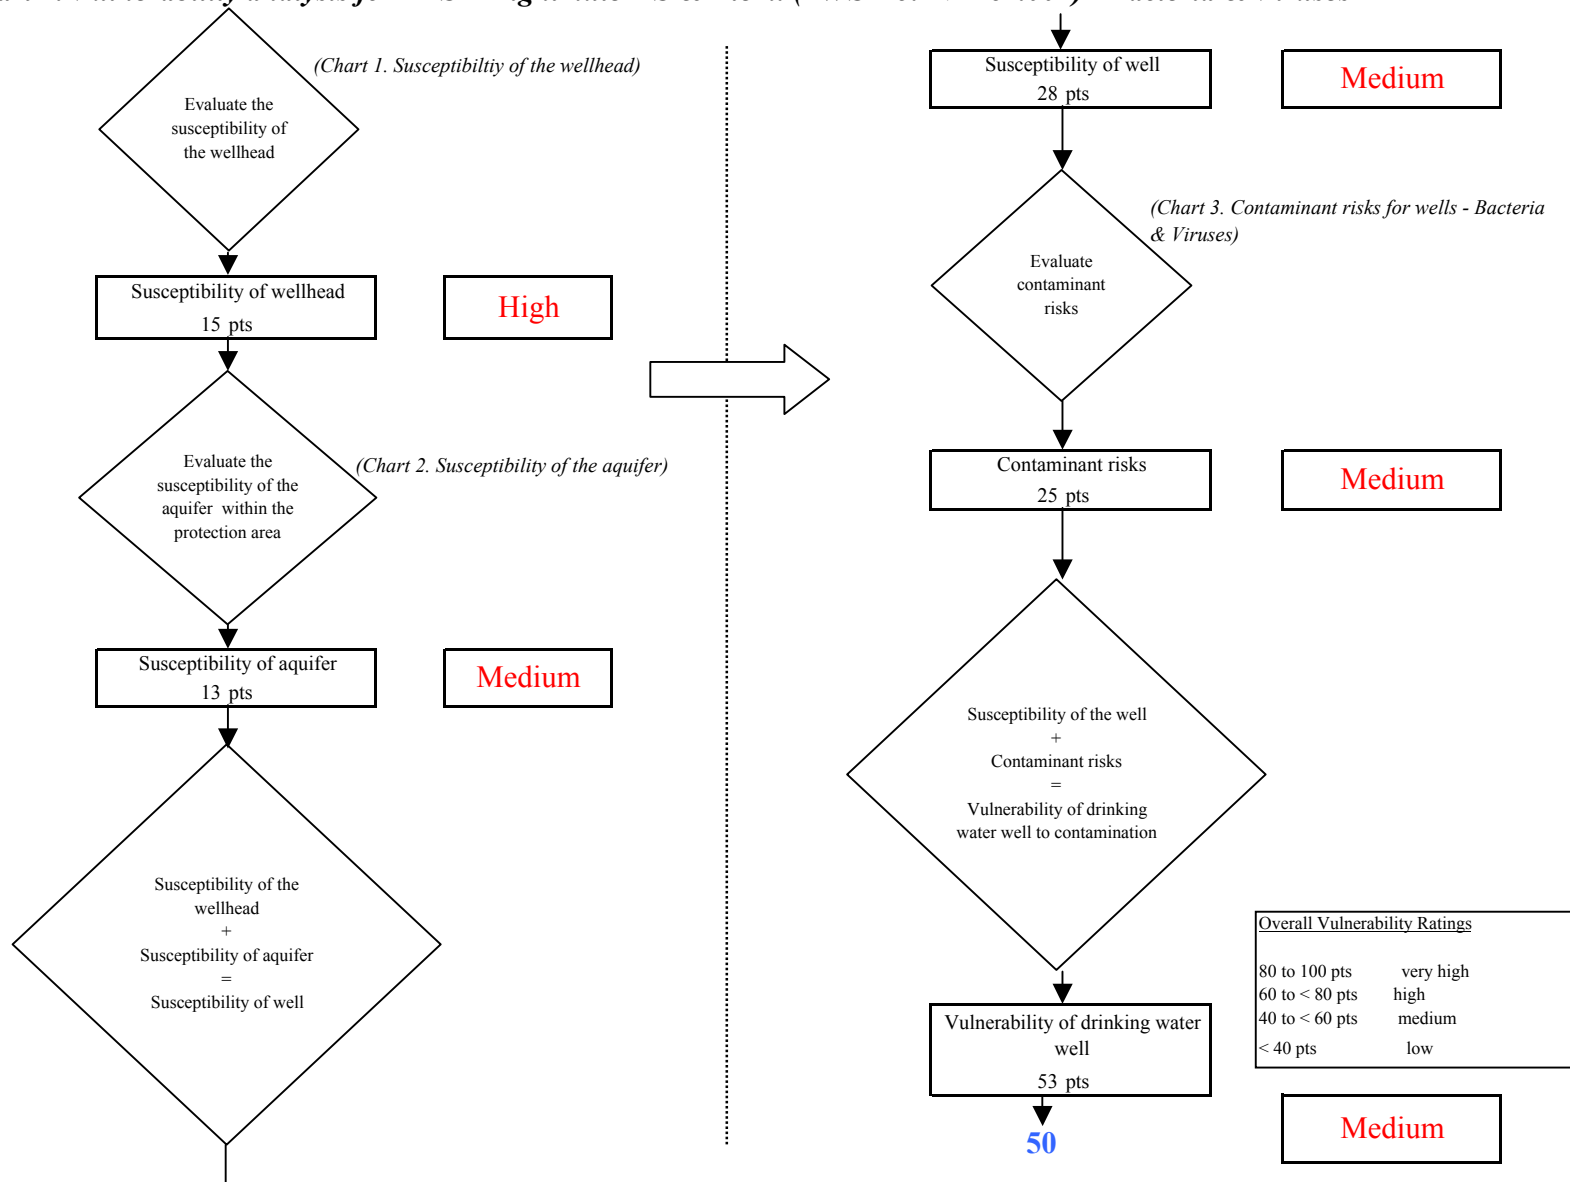 (Chart 1. Susceptibiltiy of the wellhead)
Evaluate the
susceptibility of
the wellhead
Susceptibility of wellhead
15 pts
High
Evaluate the
susceptibility of the
aquifer within the
protection area
(Chart 2. Susceptibility of the aquifer)
Susceptibility of aquifer
13 pts
Medium
Susceptibility of the
wellhead
+
Susceptibility of aquifer
=
Susceptibility of well
Susceptibility of well
28 pts
Medium
(Chart 3. Contaminant risks for wells - Bacteria
& Viruses)
Evaluate
contaminant
risks
Contaminant risks
25 pts
Medium
Susceptibility of the well
+
Contaminant risks
=
Vulnerability of drinking
water well to contamination
Overall Vulnerability Ratings
80 to 100 pts very high
60 to < 80 pts high
40 to < 60 pts medium
< 40 pts low
Vulnerability of drinking water
well
53 pts
50
Medium